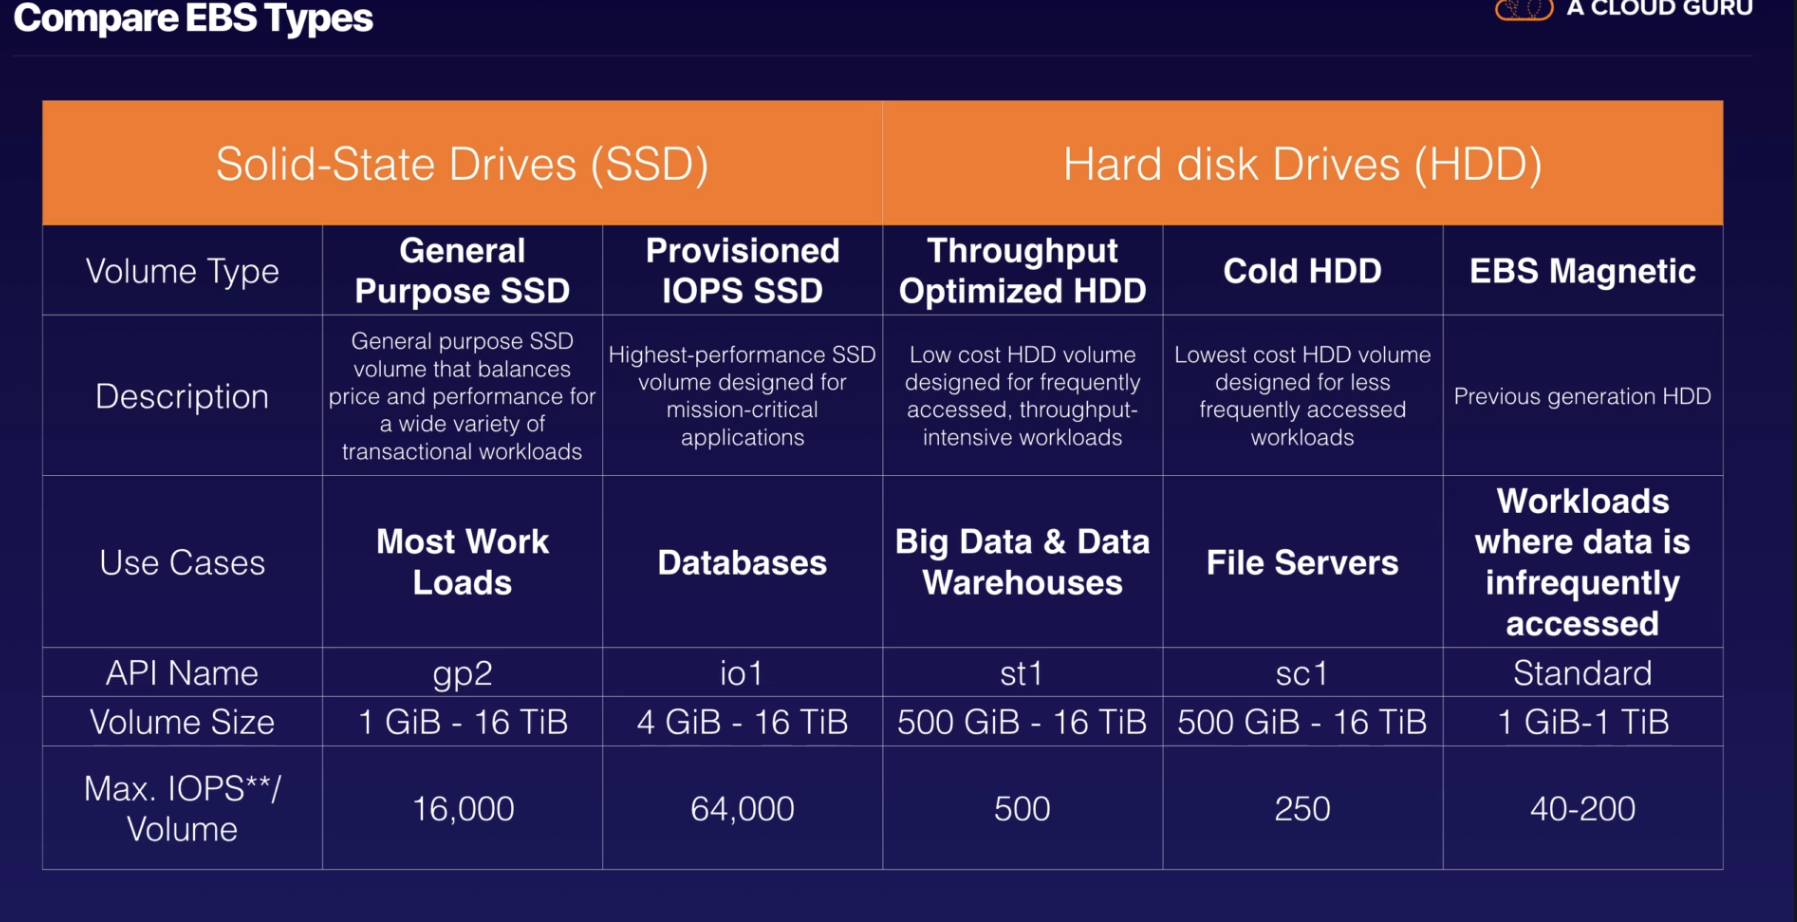 Compare EBS Types
A CLOUD GURU
Solid-State Drives (SSD)
Hard disk Drives (HDD)
Volume Type
General
Purpose SSD
Provisioned
IOPS SSD
Throughput
Optimized HDD
Cold HDD
EBS Magnetic
Description
General purpose SSD
volume that balances
price and performance for
a wide variety of
transactional workloads
Highest-performance SSD
volume designed for
mission-critical
applications
Low cost HDD volume
designed for frequently
accessed, throughput-
intensive workloads
Lowest cost HDD volume
designed for less
frequently accessed
workloads
Previous generation HDD
Use Cases
Most Work
Loads
Databases
Big Data & Data
Warehouses
File Servers
Workloads
where data is
infrequently
accessed
API Name
gp2
io1
st1
sc1
Standard
Volume Size
1 GiB - 16 TiB
4 GiB - 16 TiB
500 GiB - 16 TiB
500 GiB - 16 TiB
1 GiB-1 TiB
Max. IOPS**/
Volume
16,000
64,000
500
250
40-200